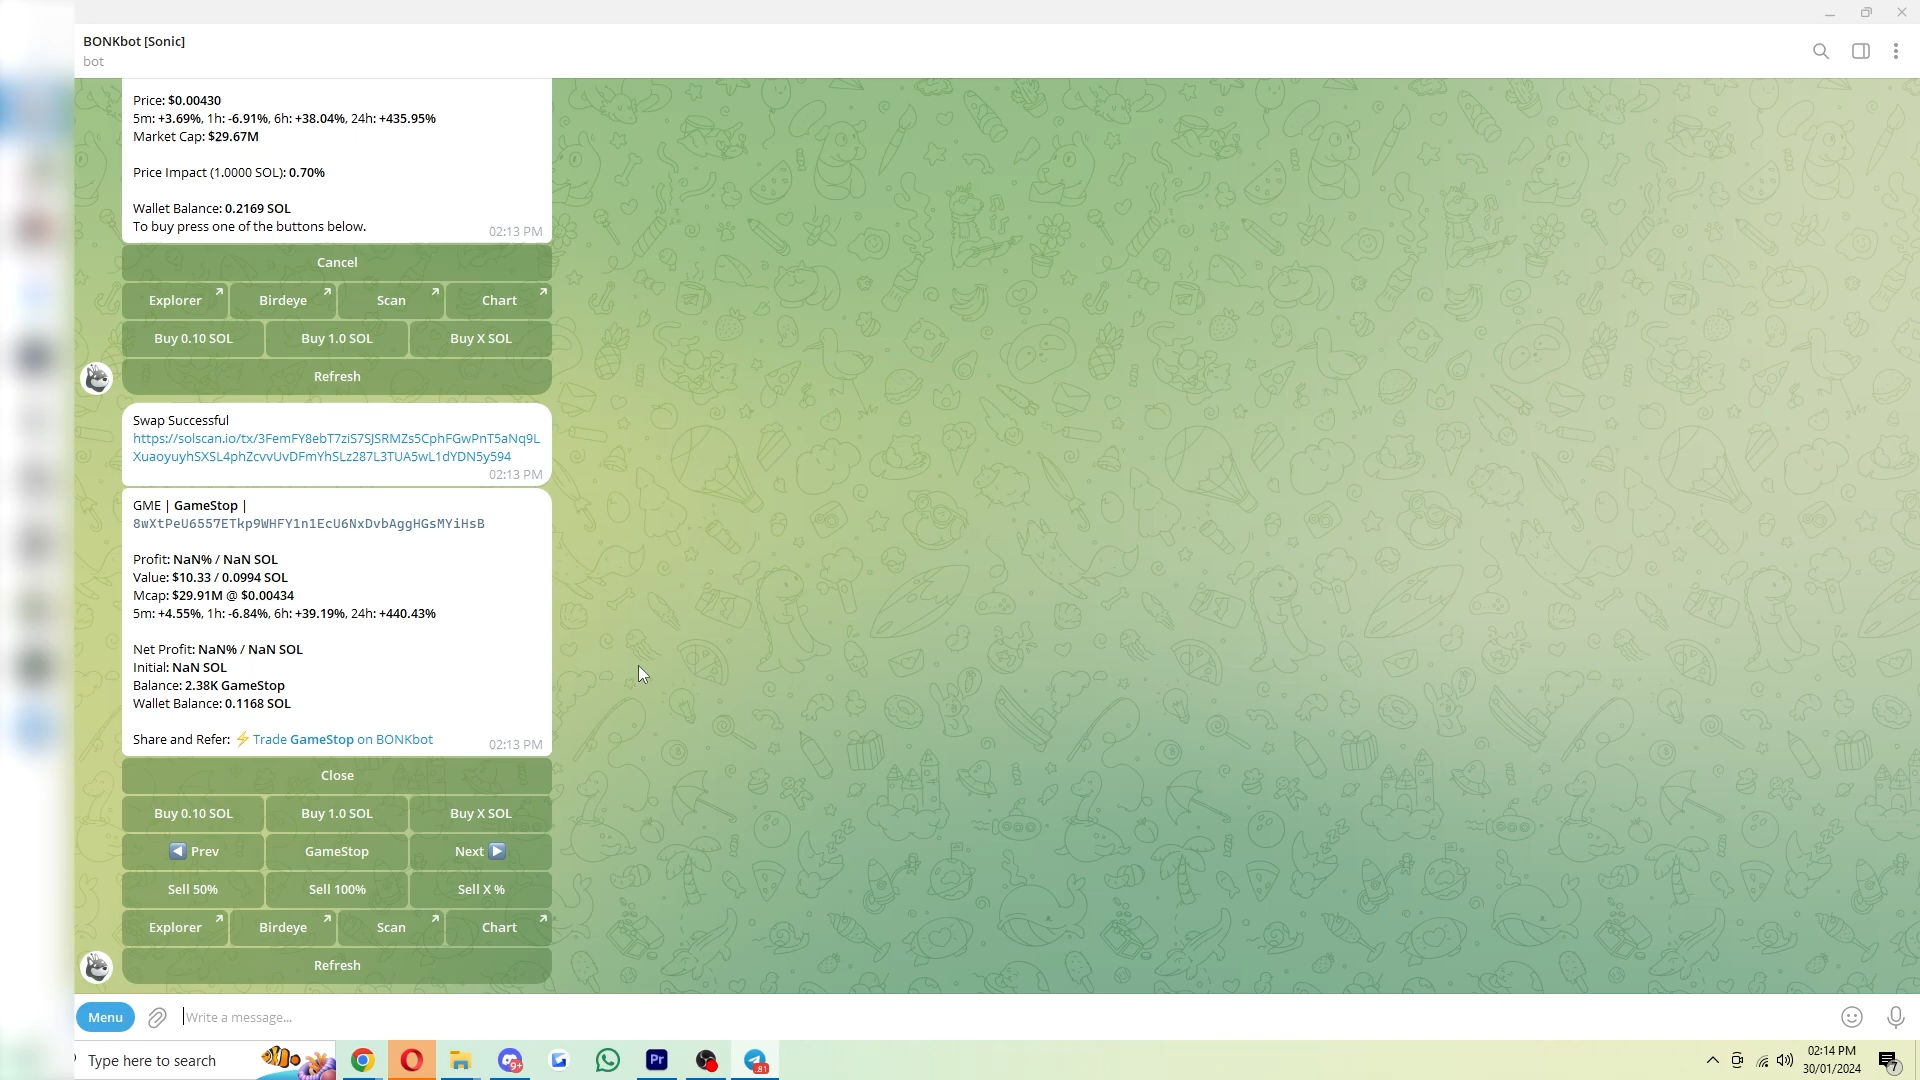 BONKbot [Sonic]
bot
Price: $0.00430
5m: +3.69%, 1h: -6.91%, 6h: +38.04%, 24h: +435.95%
Market Cap: $29.67M
Price Impact (1.0000 SOL): 0.70%
Wallet Balance: 0.2169 SOL
To buy press one of the buttons below.
02:13 PM
Cancel
Explorer Birdeye Scan Chart
Buy 0.10 SOL Buy 1.0 SOL Buy X SOL
Refresh
Swap Successful
https://solscan.io/tx/3FemFY8ebT7ziS7SJSRMZs5CphFGwPnT5aNq9L
XuaoyuyhSXSL4phZcvvUvDFmYhSLz287L3TUA5wL1dYDN5y594
02:13 PM
GME | GameStop |
8wXtPeU6557ETkp9WHFY1n1EcU6NxDvbAggHGsMYiHsB
Profit: NaN% / NaN SOL
Value: $10.33 / 0.0994 SOL
Mcap: $29.91M @ $0.00434
5m: +4.55%, 1h: -6.84%, 6h: +39.19%, 24h: +440.43%
Net Profit: NaN% / NaN SOL
Initial: NaN SOL
Balance: 2.38K GameStop
Wallet Balance: 0.1168 SOL
Share and Refer: ⚡Trade GameStop on BONKbot
02:13 PM
Close
Buy 0.10 SOL Buy 1.0 SOL Buy X SOL
Prev GameStop Next
Sell 50% Sell 100% Sell X %
Explorer Birdeye Scan Chart
Refresh
Menu Write a message...
Type here to search
9+
Pr
81
02:14 PM
30/01/2024
7